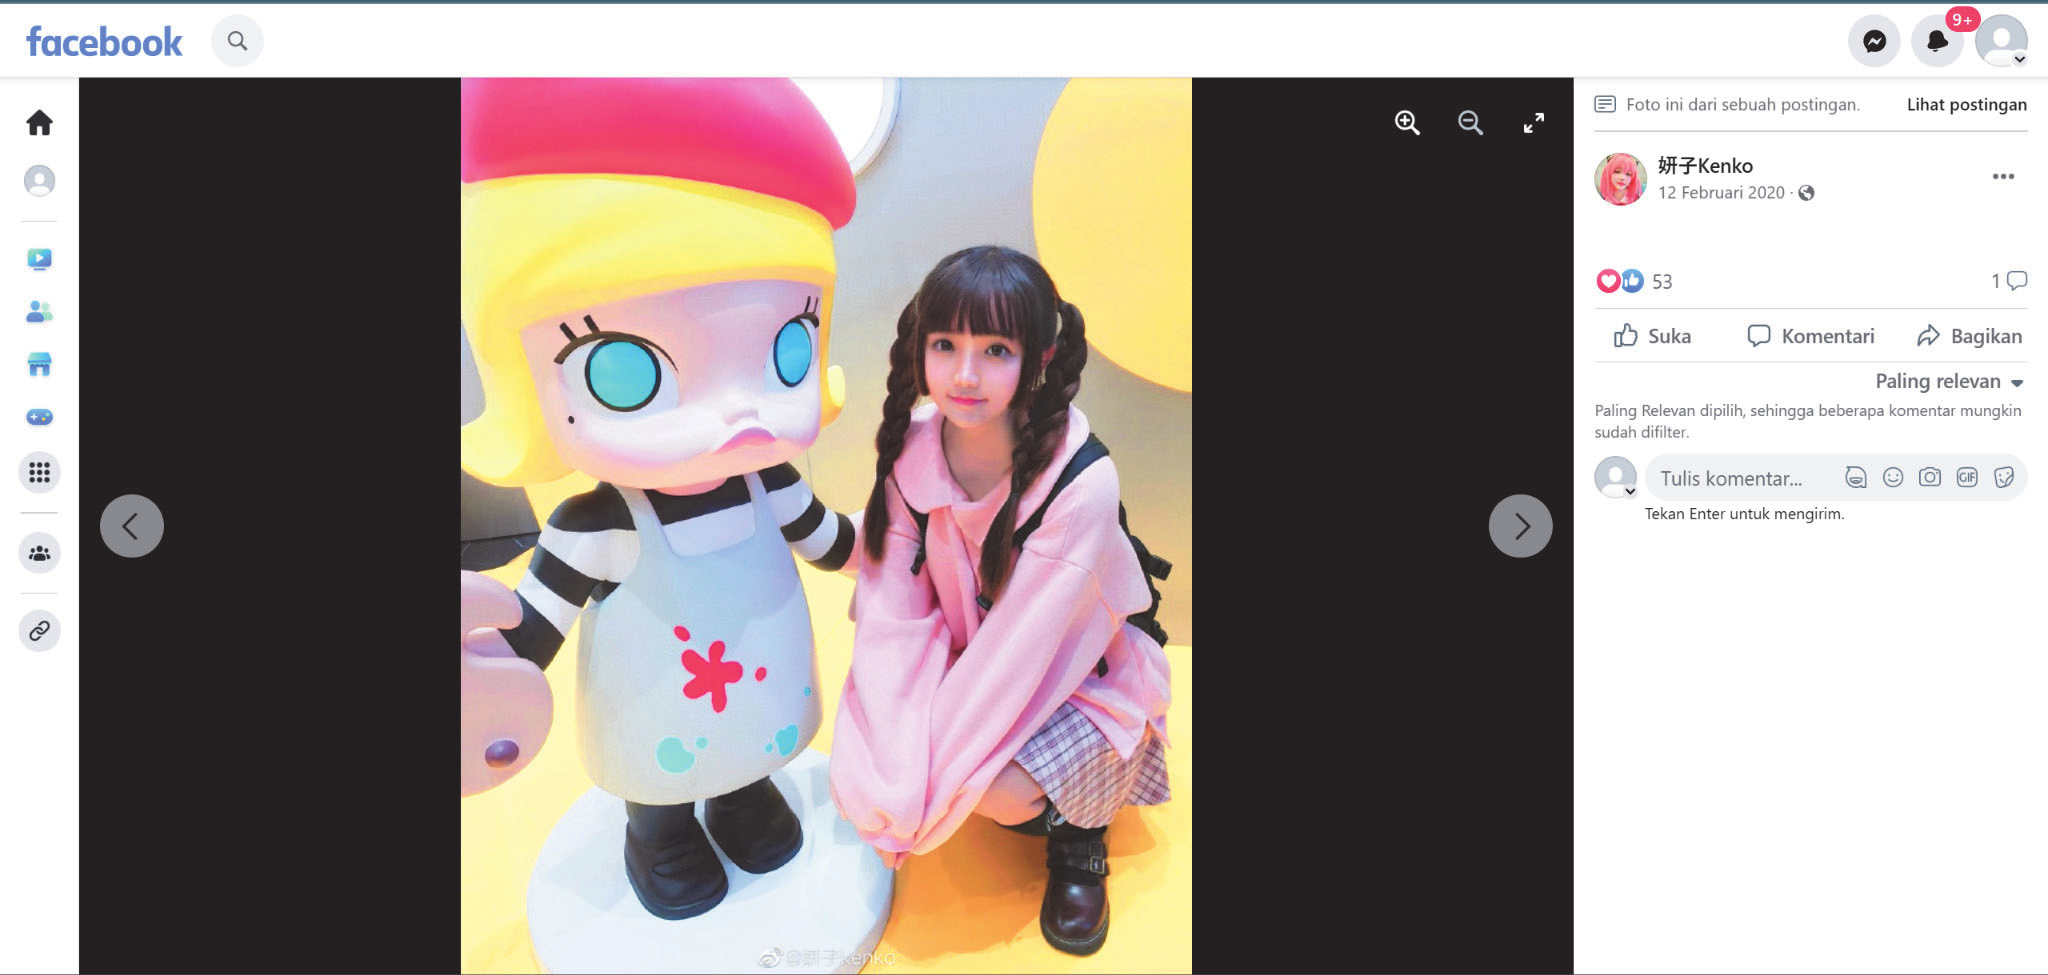 facebook
9+
Foto ini dari sebuah postingan.
Lihat postingan
妍子Kenko
12 Februari 2020 ·
53
1
Suka
Komentari
Bagikan
Paling relevan
Paling Relevan dipilih, sehingga beberapa komentar mungkin
sudah difilter.
Tulis komentar...
GIF
Tekan Enter untuk mengirim.
@妍子kenko